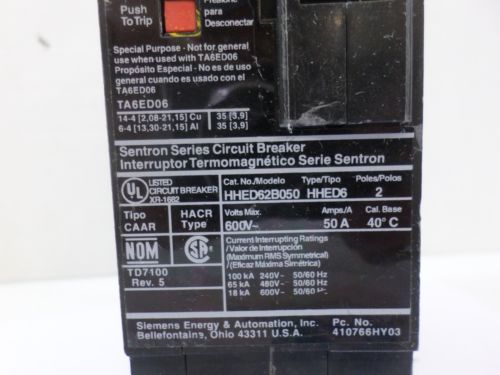 Push
To Trip
Presione
para
Desconectar
Special Purpose - Not for general
use when used with TA6ED06
Propósito Especial - No es de uso
general cuando es usado con el
TA6ED06
TA6ED06
14-4 [2,08-21,15] Cu 35 [3,9]
6-4 [13,30-21,15] Al 35 [3,9]
Sentron Series Circuit Breaker
Interruptor Termomagnético Serie Sentron
UL LISTED
CIRCUIT BREAKER
XR-1682
Cat. No./Modelo Type/Tipo Poles/Polos
HHED62B050 HHED6 2
Tipo
CAAR
HACR
Type
Volts Max. Amps/A Cal. Base
600V~ 50 A 40°C
NOM
SA
Current Interrupting Ratings
/Valor de Interrupción
(Maximum RMS Symmetrical)
/(Eficaz Máxima Simétrica)
TD7100
Rev. 5
100 kA 240V~ 50/60 Hz
65 kA 480V~ 50/60 Hz
18 kA 600V~ 50/60 Hz
Siemens Energy & Automation, Inc. Pc. No.
Bellefontaine, Ohio 43311 U.S.A. 410766HY03